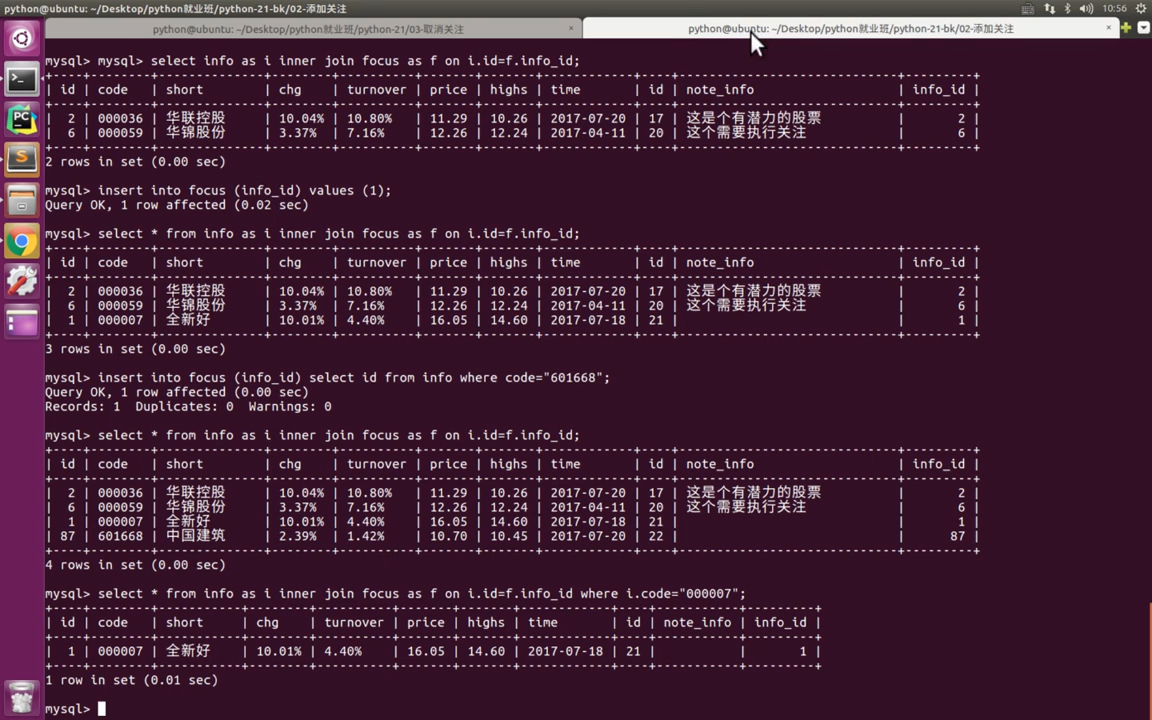 python@ubuntu: ~/Desktop/python就业班/python-21-bk/02-添加关注
10:56
python@ubuntu: ~/Desktop/python就业班/python-21/03-取消关注 ×
python@ubuntu: ~/Desktop/python就业班/python-21-bk/02-添加关注 ×
mysql> mysql> select info as i inner join focus as f on i.id=f.info_id;
+----+--------+--------------+--------+----------+-------+-------+------------+----+-----------------------------+---------+
| id | code | short | chg | turnover | price | highs | time | id | note_info | info_id |
+----+--------+--------------+--------+----------+-------+-------+------------+----+-----------------------------+---------+
| 2 | 000036 | 华联控股 | 10.04% | 10.80% | 11.29 | 10.26 | 2017-07-20 | 17 | 这是个有潜力的股票 | 2 |
| 6 | 000059 | 华锦股份 | 3.37% | 7.16% | 12.26 | 12.24 | 2017-04-11 | 20 | 这个需要执行关注 | 6 |
+----+--------+--------------+--------+----------+-------+-------+------------+----+-----------------------------+---------+
2 rows in set (0.00 sec)
mysql> insert into focus (info_id) values (1);
Query OK, 1 row affected (0.02 sec)
mysql> select * from info as i inner join focus as f on i.id=f.info_id;
+----+--------+--------------+--------+----------+-------+-------+------------+----+-----------------------------+---------+
| id | code | short | chg | turnover | price | highs | time | id | note_info | info_id |
+----+--------+--------------+--------+----------+-------+-------+------------+----+-----------------------------+---------+
| 2 | 000036 | 华联控股 | 10.04% | 10.80% | 11.29 | 10.26 | 2017-07-20 | 17 | 这是个有潜力的股票 | 2 |
| 6 | 000059 | 华锦股份 | 3.37% | 7.16% | 12.26 | 12.24 | 2017-04-11 | 20 | 这个需要执行关注 | 6 |
| 1 | 000007 | 全新好 | 10.01% | 4.40% | 16.05 | 14.60 | 2017-07-18 | 21 | | 1 |
+----+--------+--------------+--------+----------+-------+-------+------------+----+-----------------------------+---------+
3 rows in set (0.00 sec)
mysql> insert into focus (info_id) select id from info where code="601668";
Query OK, 1 row affected (0.00 sec)
Records: 1 Duplicates: 0 Warnings: 0
mysql> select * from info as i inner join focus as f on i.id=f.info_id;
+----+--------+--------------+--------+----------+-------+-------+------------+----+-----------------------------+---------+
| id | code | short | chg | turnover | price | highs | time | id | note_info | info_id |
+----+--------+--------------+--------+----------+-------+-------+------------+----+-----------------------------+---------+
| 2 | 000036 | 华联控股 | 10.04% | 10.80% | 11.29 | 10.26 | 2017-07-20 | 17 | 这是个有潜力的股票 | 2 |
| 6 | 000059 | 华锦股份 | 3.37% | 7.16% | 12.26 | 12.24 | 2017-04-11 | 20 | 这个需要执行关注 | 6 |
| 1 | 000007 | 全新好 | 10.01% | 4.40% | 16.05 | 14.60 | 2017-07-18 | 21 | | 1 |
| 87 | 601668 | 中国建筑 | 2.39% | 1.42% | 10.70 | 10.45 | 2017-07-20 | 22 | | 87 |
+----+--------+--------------+--------+----------+-------+-------+------------+----+-----------------------------+---------+
4 rows in set (0.00 sec)
mysql> select * from info as i inner join focus as f on i.id=f.info_id where i.code="000007";
+----+--------+-----------+--------+----------+-------+-------+------------+----+-----------+---------+
| id | code | short | chg | turnover | price | highs | time | id | note_info | info_id |
+----+--------+-----------+--------+----------+-------+-------+------------+----+-----------+---------+
| 1 | 000007 | 全新好 | 10.01% | 4.40% | 16.05 | 14.60 | 2017-07-18 | 21 | | 1 |
+----+--------+-----------+--------+----------+-------+-------+------------+----+-----------+---------+
1 row in set (0.01 sec)
mysql>